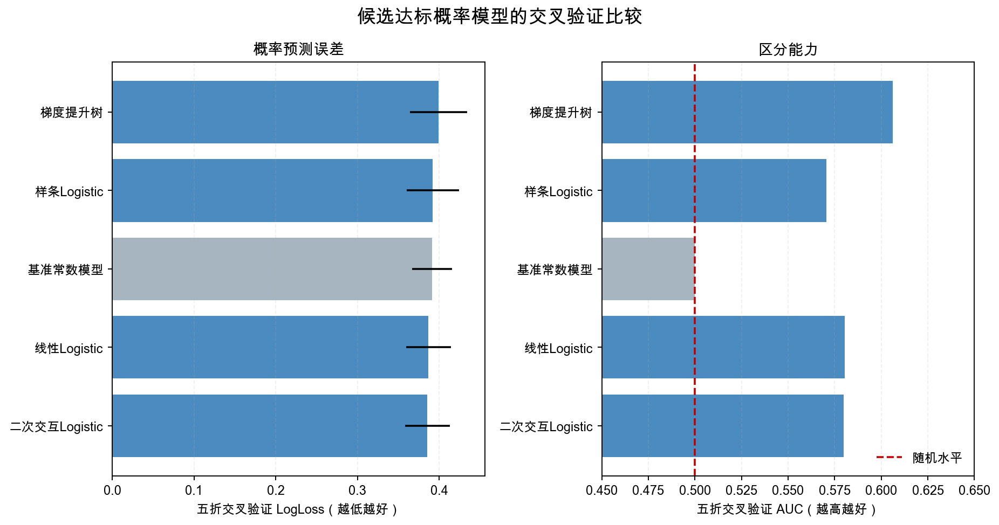 候选达标概率模型的交叉验证比较
概率预测误差
梯度提升树
样条Logistic
基准常数模型
线性Logistic
二次交互Logistic
0.0 0.1 0.2 0.3 0.4
五折交叉验证 LogLoss（越低越好）
区分能力
梯度提升树
样条Logistic
基准常数模型
线性Logistic
二次交互Logistic
随机水平
0.450 0.475 0.500 0.525 0.550 0.575 0.600 0.625 0.650
五折交叉验证 AUC（越高越好）